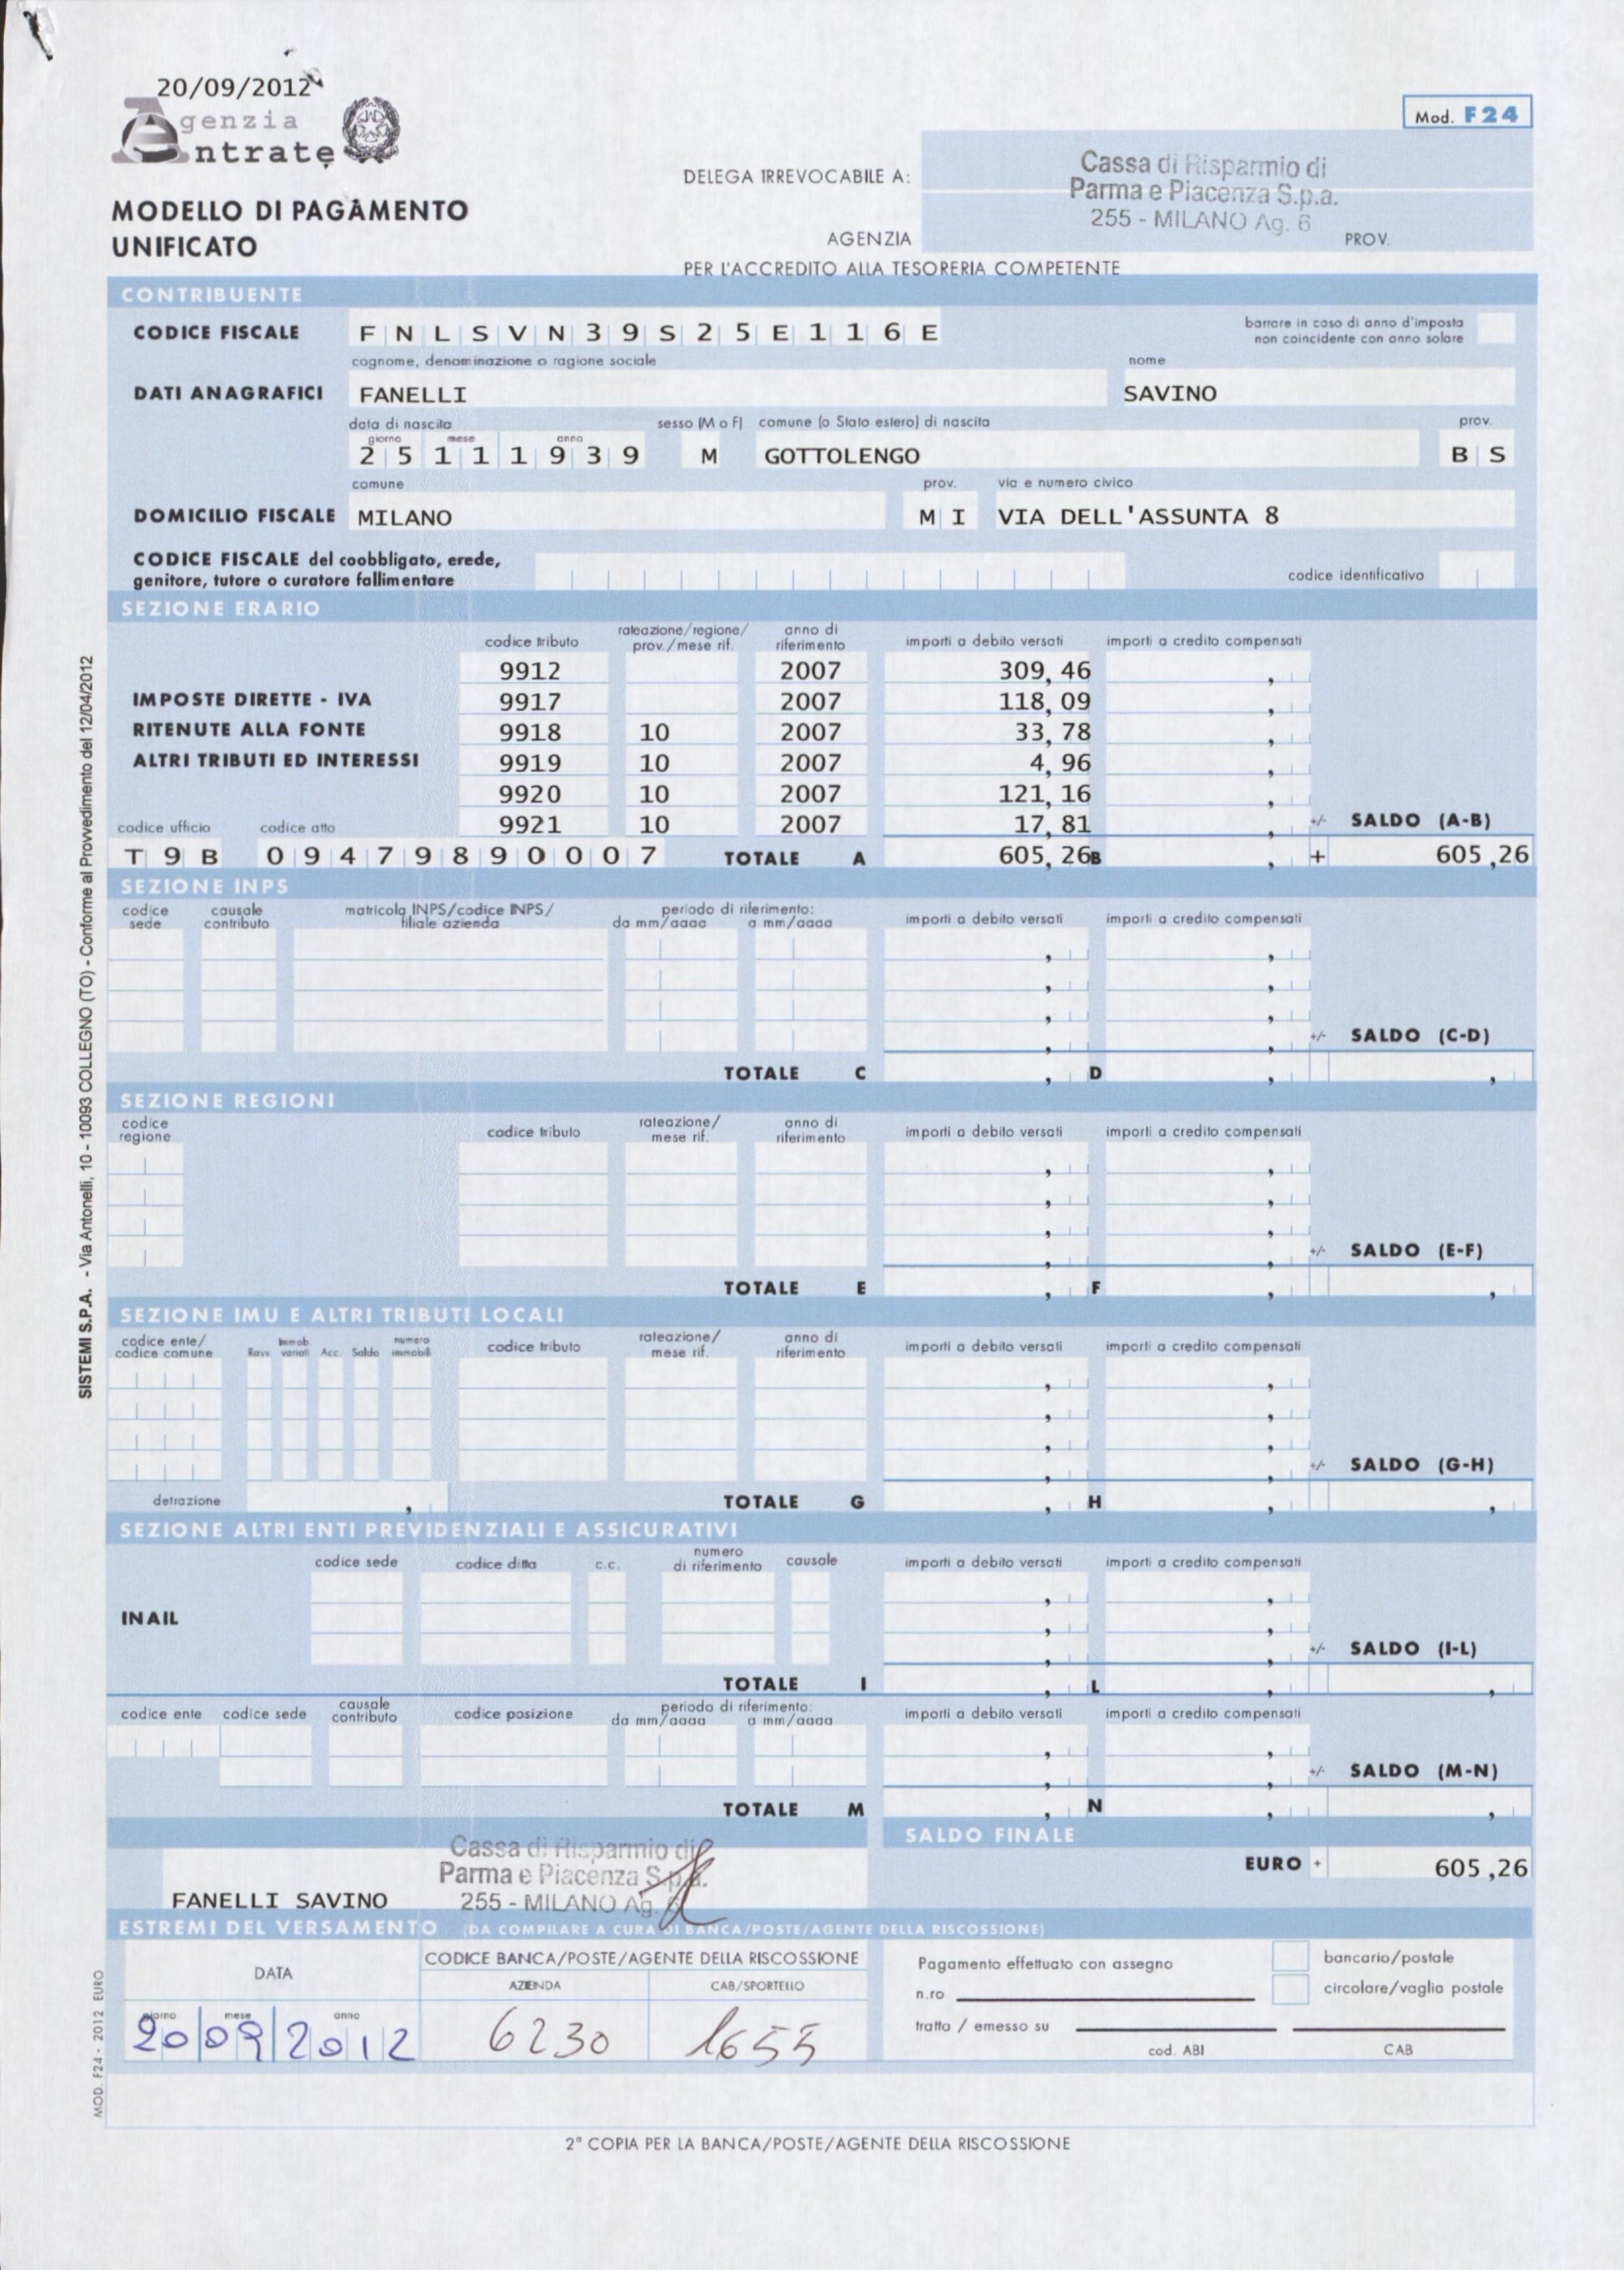 20/09/2012
Agenzia
Entrate
Mod. F24
MODELLO DI PAGAMENTO
UNIFICATO
DELEGA IRREVOCABILE A:
Cassa di Risparmio di
Parma e Piacenza S.p.a.
255 - MILANO Ag. 6
AGENZIA
PROV.
PER L'ACCREDITO ALLA TESORERIA COMPETENTE
CONTRIBUENTE
CODICE FISCALE F N L S V N 3 9 S 2 5 E 1 1 6 E
barrare in caso di anno d'imposta
non coincidente con anno solare
cognome, denominazione o ragione sociale nome
DATI ANAGRAFICI FANELLI SAVINO
data di nascita sesso (M o F) comune (o Stato estero) di nascita prov.
giorno mese anno
2 5 1 1 1 9 3 9 M GOTTOLENGO B S
comune prov. via e numero civico
DOMICILIO FISCALE MILANO M I VIA DELL'ASSUNTA 8
CODICE FISCALE del coobbligato, erede,
genitore, tutore o curatore fallimentare codice identificativo
SEZIONE ERARIO
codice tributo rateazione/regione/ prov./mese rif. anno di riferimento importi a debito versati importi a credito compensati
9912 2007 309, 46 ,
IMPOSTE DIRETTE - IVA 9917 2007 118, 09 ,
RITENUTE ALLA FONTE 9918 10 2007 33, 78 ,
ALTRI TRIBUTI ED INTERESSI 9919 10 2007 4, 96 ,
9920 10 2007 121, 16 ,
codice ufficio codice atto 9921 10 2007 17, 81 , +/- SALDO (A-B)
T 9 B 0 9 4 7 9 8 9 0 0 0 7 TOTALE A 605, 26 B , + 605 ,26
SEZIONE INPS
codice sede causale contributo matricola INPS/codice INPS/ filiale azienda periodo di riferimento: da mm/aaaa a mm/aaaa importi a debito versati importi a credito compensati
+/- SALDO (C-D)
TOTALE C , D , ,
SEZIONE REGIONI
codice regione codice tributo rateazione/ mese rif. anno di riferimento importi a debito versati importi a credito compensati
+/- SALDO (E-F)
TOTALE E , F , ,
SEZIONE IMU E ALTRI TRIBUTI LOCALI
codice ente/ codice comune Ravv. Immob. variati Acc. Saldo numero immobili codice tributo rateazione/ mese rif. anno di riferimento importi a debito versati importi a credito compensati
+/- SALDO (G-H)
detrazione , TOTALE G , H , ,
SEZIONE ALTRI ENTI PREVIDENZIALI E ASSICURATIVI
codice sede codice ditta c.c. numero di riferimento causale importi a debito versati importi a credito compensati
INAIL
+/- SALDO (I-L)
TOTALE I , L , ,
codice ente codice sede causale contributo codice posizione periodo di riferimento: da mm/aaaa a mm/aaaa importi a debito versati importi a credito compensati
+/- SALDO (M-N)
TOTALE M , N , ,
SALDO FINALE
Cassa di Risparmio di
Parma e Piacenza S.p.a.
255 - MILANO Ag. 6
EURO + 605 ,26
FANELLI SAVINO
ESTREMI DEL VERSAMENTO (DA COMPILARE A CURA DI BANCA/POSTE/AGENTE DELLA RISCOSSIONE)
DATA CODICE BANCA/POSTE/AGENTE DELLA RISCOSSIONE
AZIENDA CAB/SPORTELLO
giorno mese anno
20 09 2012 6230 1655
Pagamento effettuato con assegno bancario/postale
n.ro circolare/vaglia postale
tratto / emesso su
cod. ABI CAB
2ª COPIA PER LA BANCA/POSTE/AGENTE DELLA RISCOSSIONE
SISTEMI S.P.A. - Via Antonelli, 10 - 10093 COLLEGNO (TO) - Conforme al Provvedimento del 12/04/2012
MOD. F24 - 2012 EURO